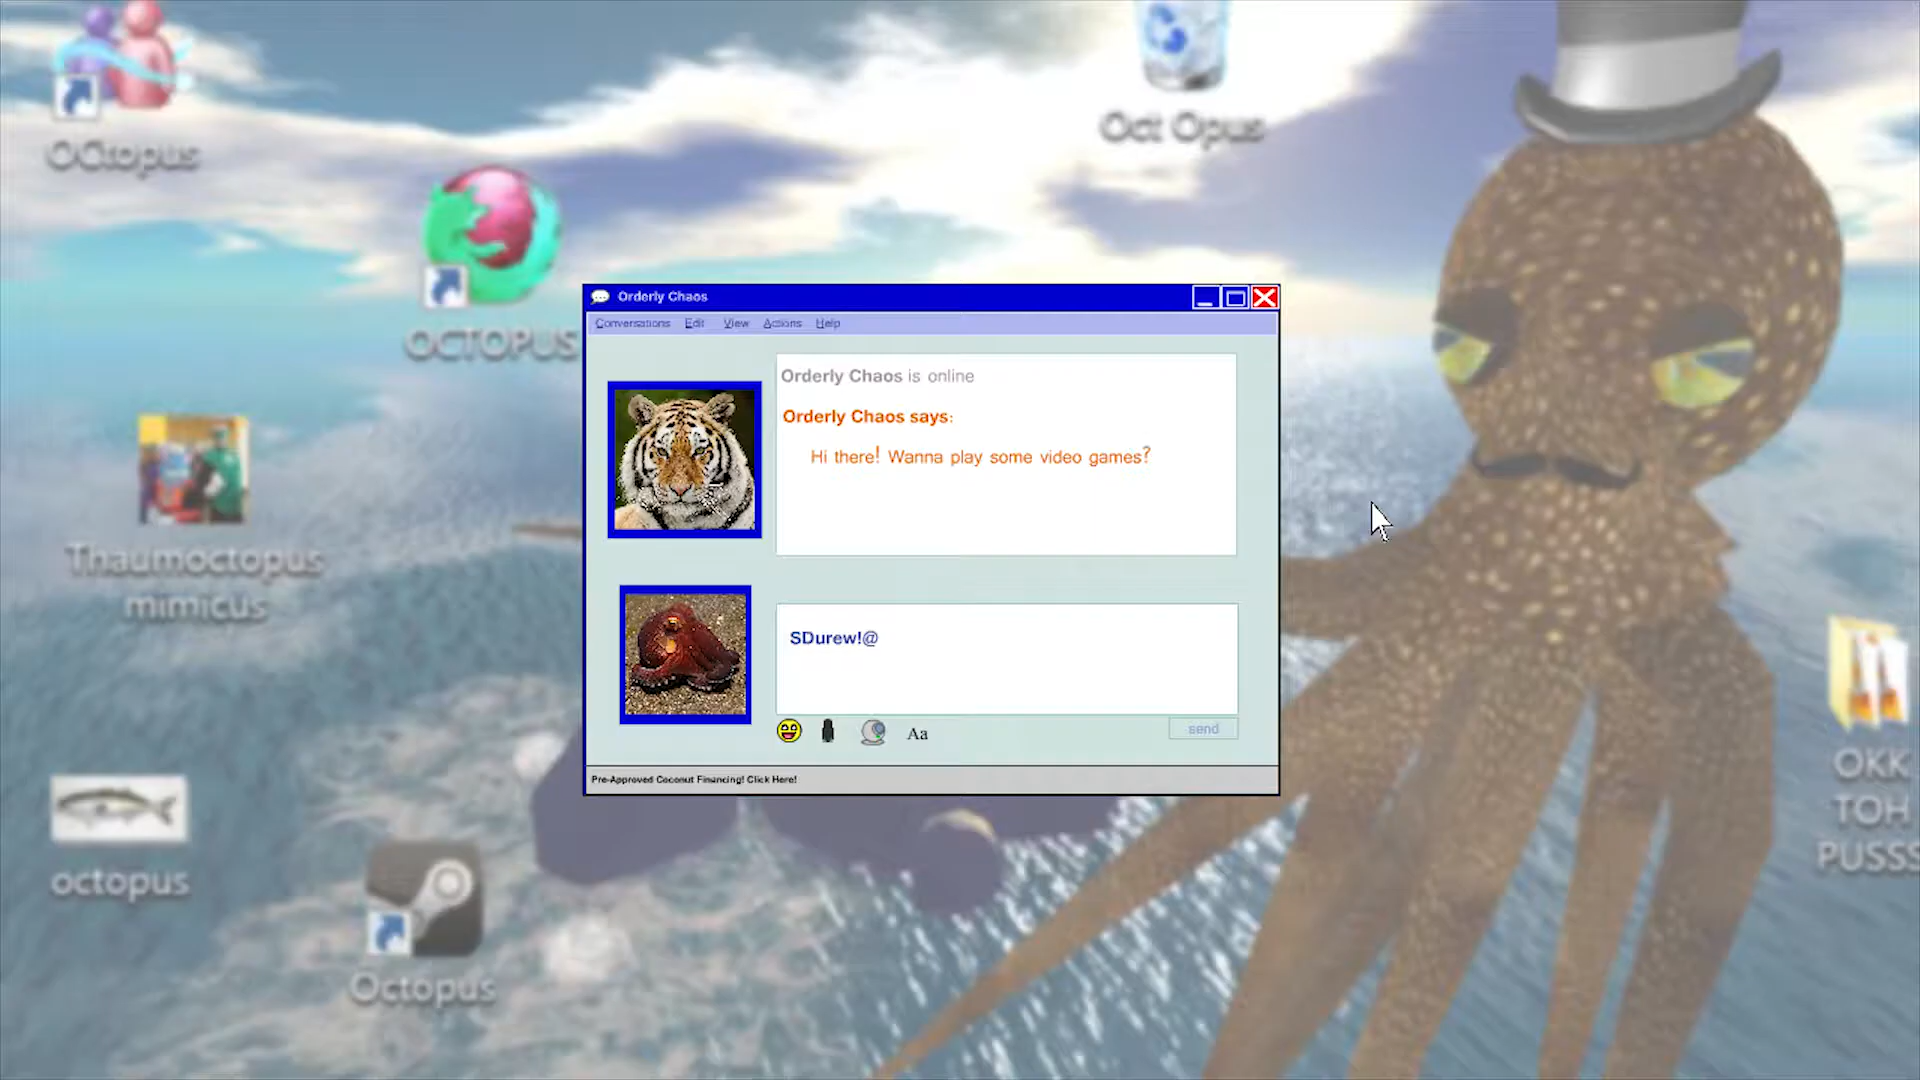 OCtopus
Oct Opus
OCTOPUS
Thaumoctopus
mimicus
octopus
Octopus
Orderly Chaos
Conversations Edit View Actions Help
Orderly Chaos is online
Orderly Chaos says:
Hi there! Wanna play some video games?
SDurew!@
Aa
send
Pre-Approved Coconut Financing! Click Here!
OKK
TOH
PUSSS